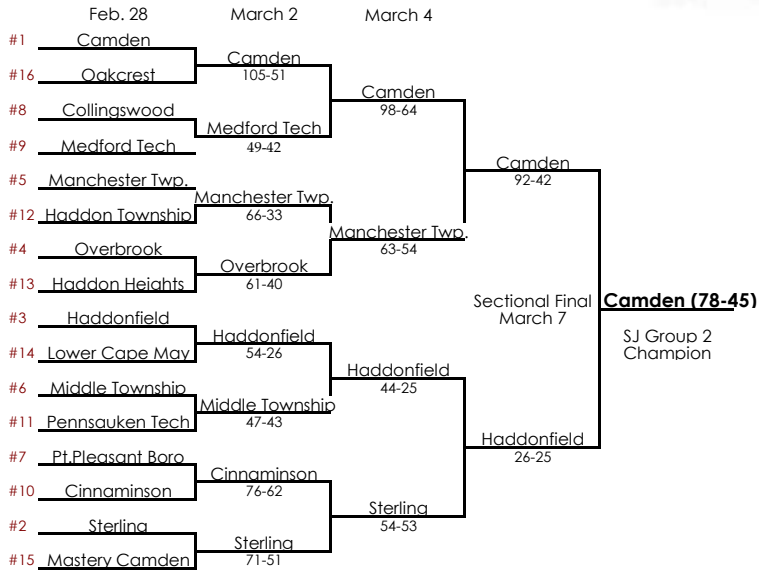 Feb. 28 March 2 March 4
#1 Camden
Camden
105-51
#16 Oakcrest
Camden
98-64
#8 Collingswood
Medford Tech
49-42
#9 Medford Tech
Camden
92-42
#5 Manchester Twp.
Manchester Twp.
66-33
#12 Haddon Township
Manchester Twp.
63-54
#4 Overbrook
Overbrook
61-40
#13 Haddon Heights
Sectional Final
March 7
Camden (78-45)
SJ Group 2
Champion
#3 Haddonfield
Haddonfield
54-26
#14 Lower Cape May
Haddonfield
44-25
#6 Middle Township
Middle Township
47-43
#11 Pennsauken Tech
Haddonfield
26-25
#7 Pt.Pleasant Boro
Cinnaminson
76-62
#10 Cinnaminson
Sterling
54-53
#2 Sterling
Sterling
71-51
#15 Mastery Camden